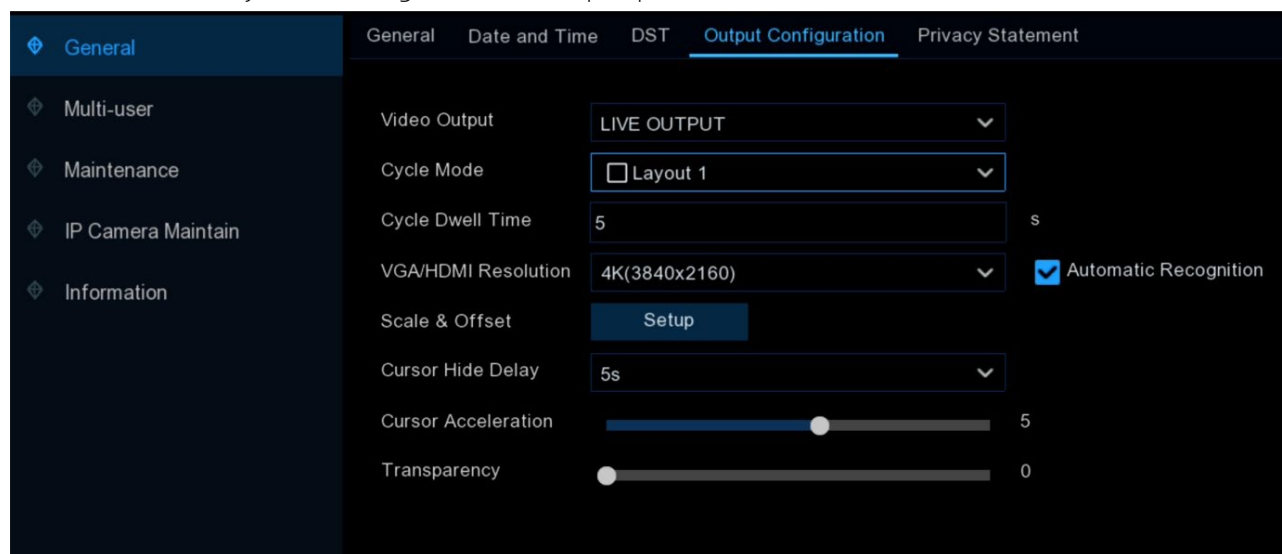 General
Multi-user
Maintenance
IP Camera Maintain
Information
General Date and Time DST Output Configuration Privacy Statement
Video Output LIVE OUTPUT
Cycle Mode Layout 1
Cycle Dwell Time 5 s
VGA/HDMI Resolution 4K(3840x2160) Automatic Recognition
Scale & Offset Setup
Cursor Hide Delay 5s
Cursor Acceleration 5
Transparency 0